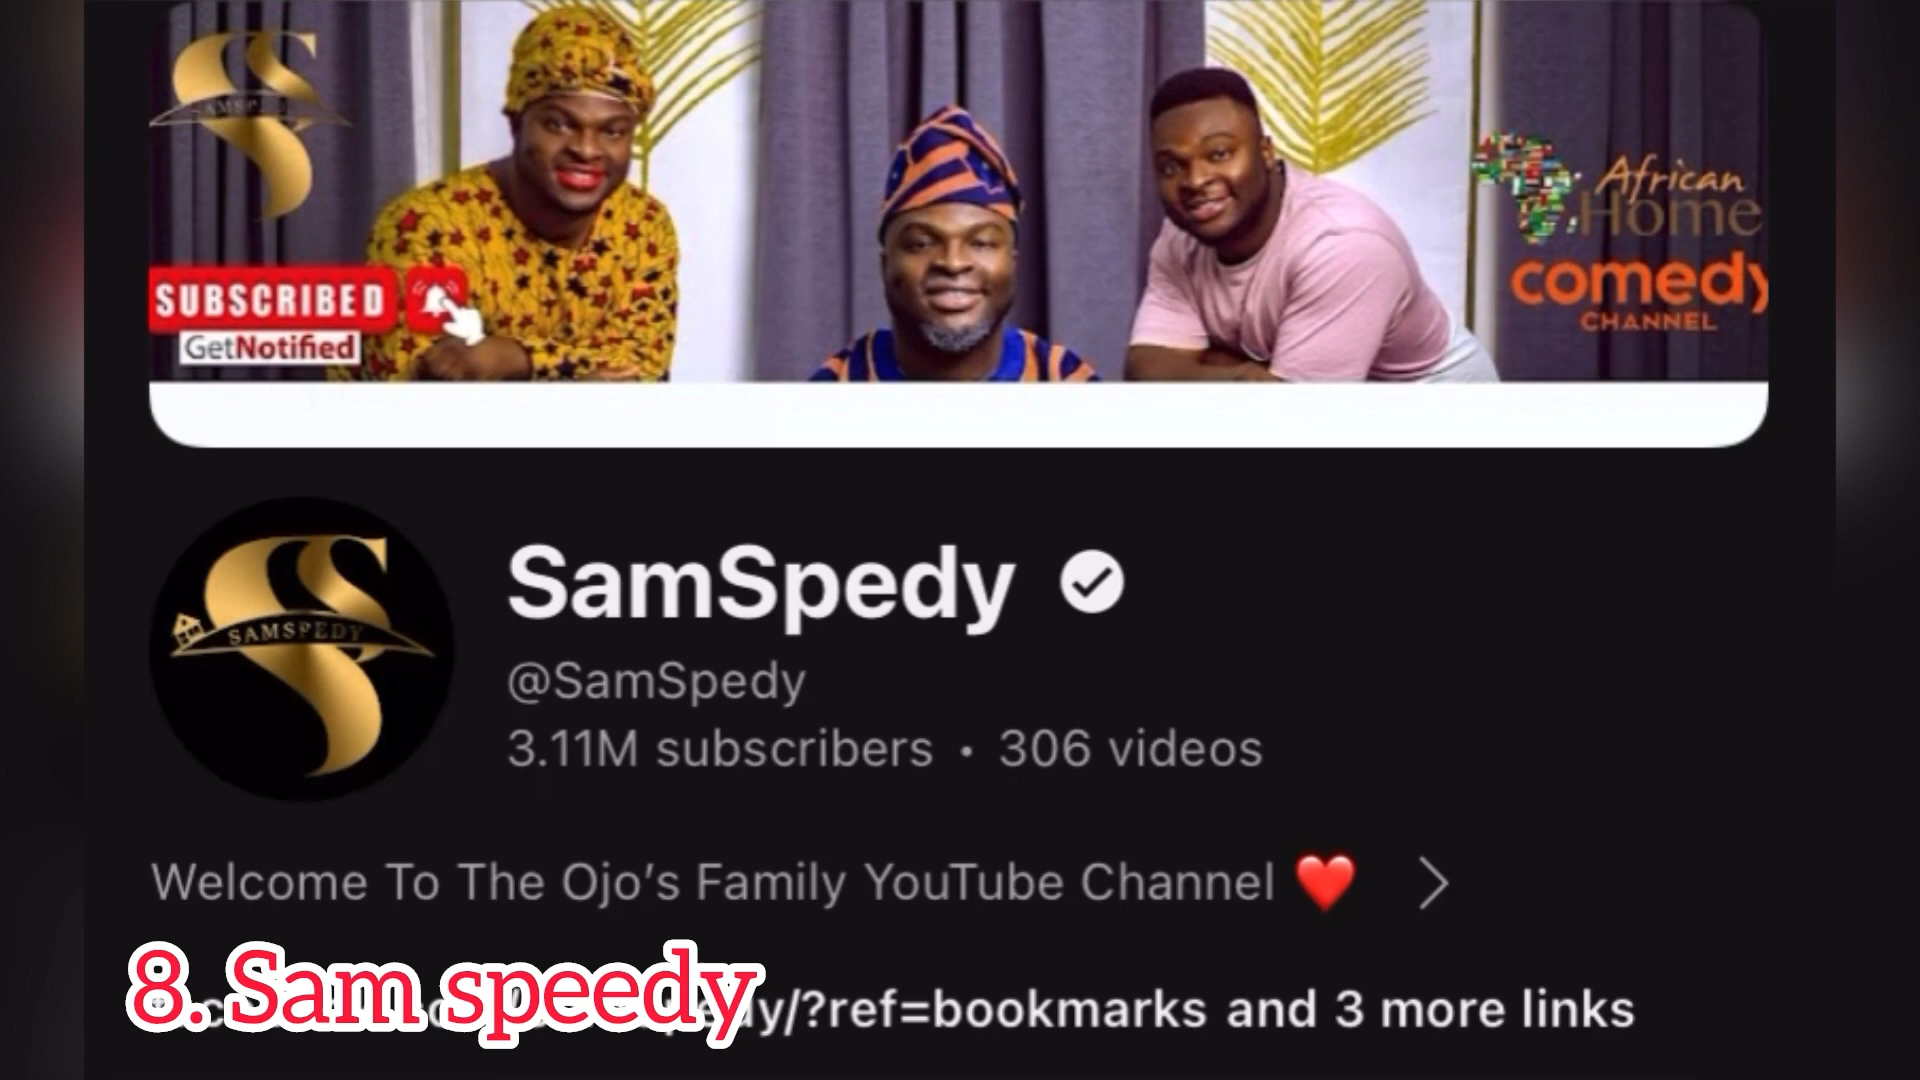 SAMSPEDY
SUBSCRIBED
GetNotified
African
Home
comedy
CHANNEL
SAMSPEDY
SamSpedy
@SamSpedy
3.11M subscribers • 306 videos
Welcome To The Ojo’s Family YouTube Channel ❤️ >
8. Sam speedy
dy/?ref=bookmarks and 3 more links